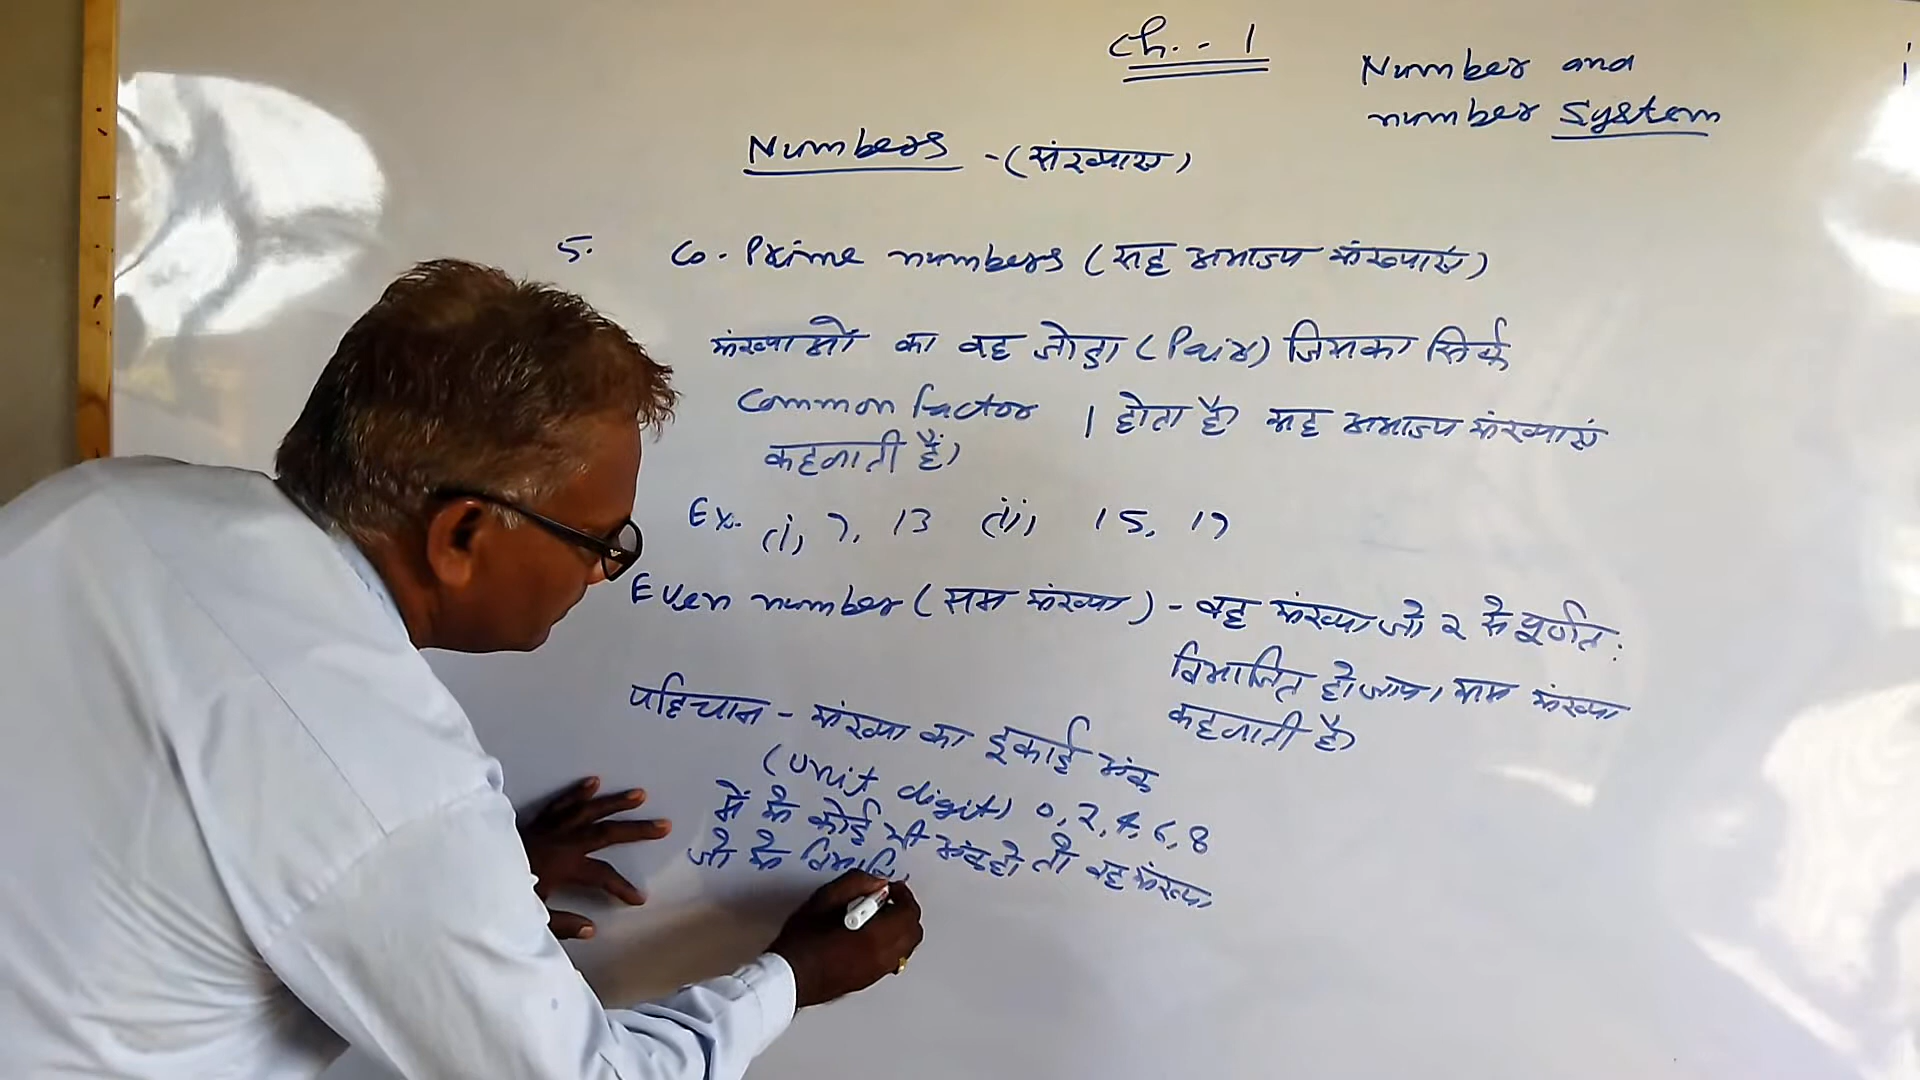 Ch. - 1
Number and
number System
Numbers - (संख्याएं)
5. Co-Prime numbers (सह अभाज्य संख्याएं)
संख्याओं का वह जोड़ा (Pair) जिसका सिर्फ
Common factor 1 होता है। सह अभाज्य संख्याएं
कहलाती हैं।
Ex. (i) 7, 13 (ii) 15, 17
Even number (सम संख्या) - वह संख्या जो 2 से पूर्णत:
विभाजित हो जाय, सम संख्या
कहलाती है।
पहिचान - संख्या का इकाई अंक
(unit digit) 0, 2, 4, 6, 8
में से कोई भी अंक हो तो वह संख्या